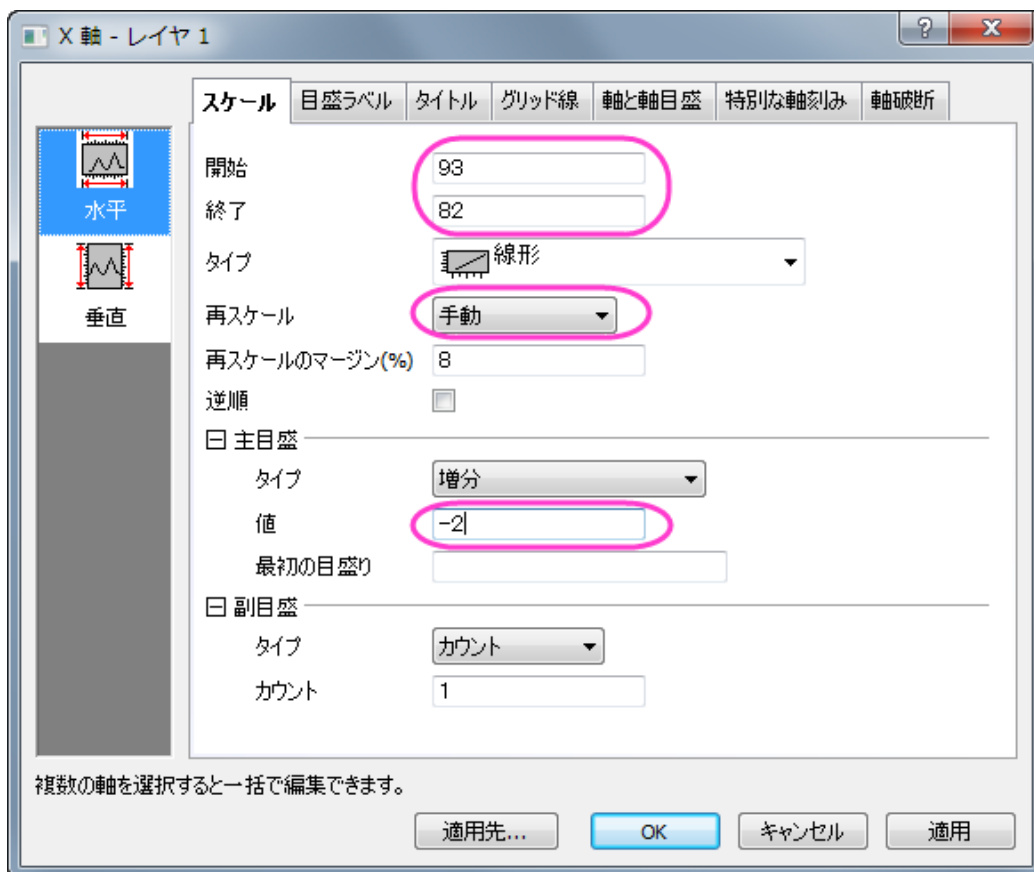 X 軸 - レイヤ 1
スケール 目盛ラベル タイトル グリッド線 軸と軸目盛 特別な軸刻み 軸破断
水平
垂直
開始 93
終了 82
タイプ 線形
再スケール 手動
再スケールのマージン(%) 8
逆順
主目盛
タイプ 増分
値 -2
最初の目盛り
副目盛
タイプ カウント
カウント 1
複数の軸を選択すると一括で編集できます。
適用先... OK キャンセル 適用